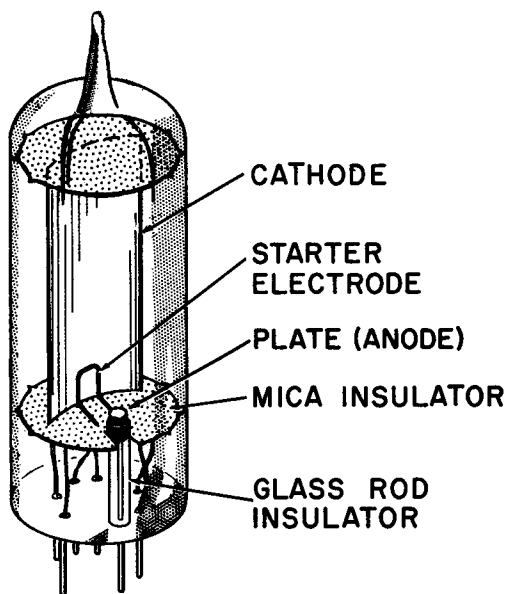 CATHODE
STARTER
ELECTRODE
PLATE (ANODE)
MICA INSULATOR
GLASS ROD
INSULATOR